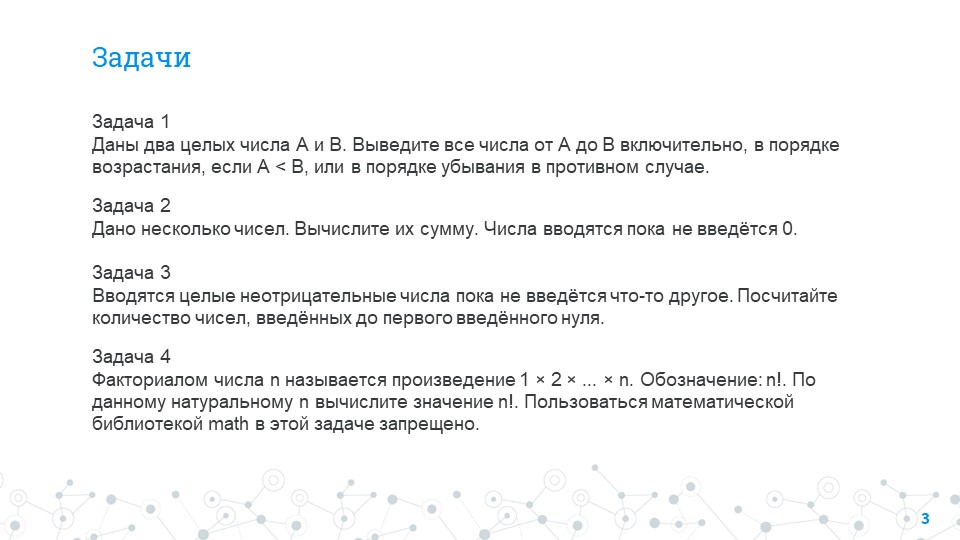 Задачи
Задача 1
Даны два целых числа A и В. Выведите все числа от A до B включительно, в порядке
возрастания, если A < B, или в порядке убывания в противном случае.
Задача 2
Дано несколько чисел. Вычислите их сумму. Числа вводятся пока не введётся 0.
Задача 3
Вводятся целые неотрицательные числа пока не введётся что-то другое. Посчитайте
количество чисел, введённых до первого введённого нуля.
Задача 4
Факториалом числа n называется произведение 1 × 2 × ... × n. Обозначение: n!. По
данному натуральному n вычислите значение n!. Пользоваться математической
библиотекой math в этой задаче запрещено.
3